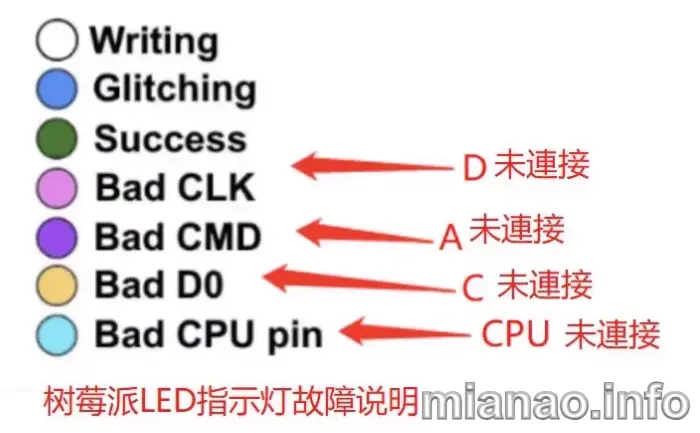 Writing
Glitching
Success
D 未連接
Bad CLK
Bad CMD
A 未連接
Bad D0
C 未連接
Bad CPU pin
CPU 未連接
树莓派LED指示灯故障说明
mianao.info